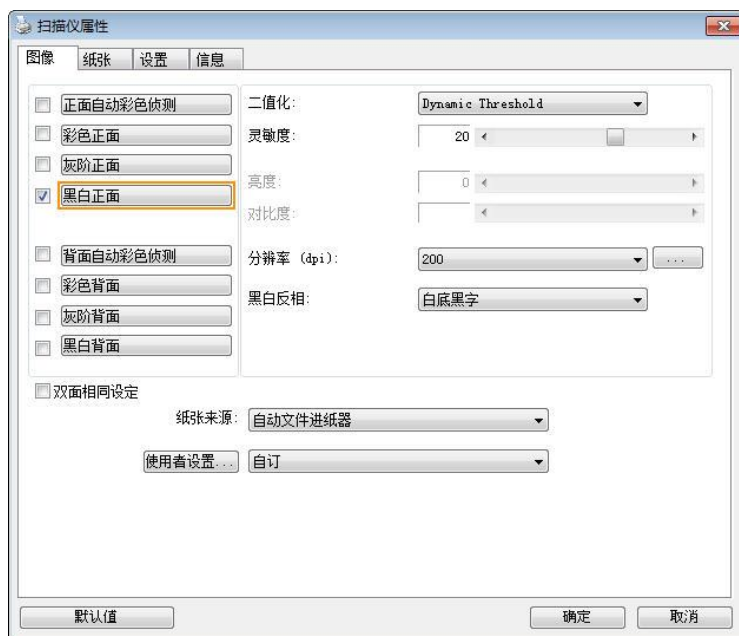 扫描仪属性
图像 纸张 设置 信息
正面自动彩色侦测
彩色正面
灰阶正面
黑白正面
背面自动彩色侦测
彩色背面
灰阶背面
黑白背面
二值化: Dynamic Threshold
灵敏度: 20
亮度: 0
对比度:
分辨率 (dpi): 200 ...
黑白反相: 白底黑字
双面相同设定
纸张来源: 自动文件进纸器
使用者设置... 自订
默认值 确定 取消